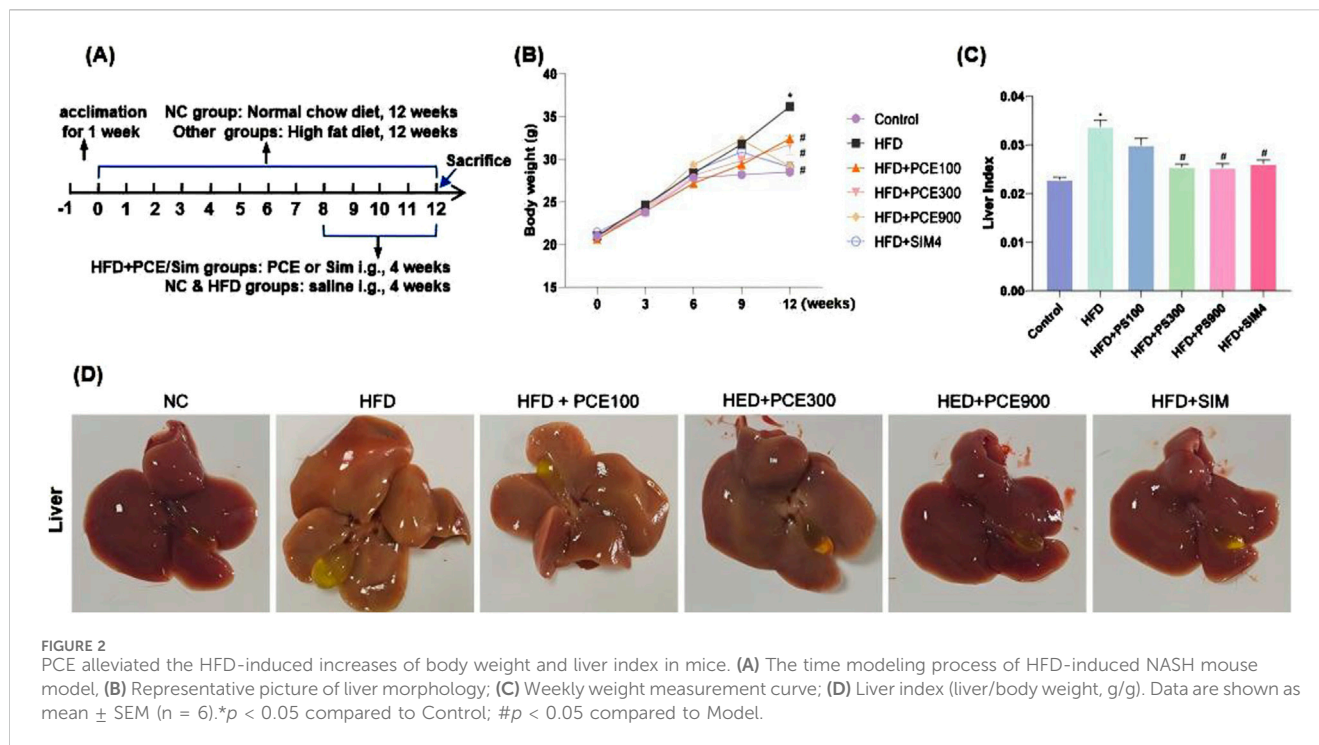 (A)
acclimation
for 1 week
NC group: Normal chow diet, 12 weeks
Other groups: High fat diet, 12 weeks
Sacrifice
-1 0 1 2 3 4 5 6 7 8 9 10 11 12
HFD+PCE/Sim groups: PCE or Sim i.g., 4 weeks
NC & HFD groups: saline i.g., 4 weeks
(B)
Body weight (g)
40
35
30
25
20
15
0 3 6 9 12 (weeks)
*
#
#
#
Control
HFD
HFD+PCE100
HFD+PCE300
HFD+PCE900
HFD+SIM4
(C)
Liver Index
0.04
0.03
0.02
0.01
0.00
*
# # #
Control
HFD
HFD+PS100
HFD+PS300
HFD+PS900
HFD+SIM4
(D)
NC
HFD
HFD + PCE100
HED+PCE300
HED+PCE900
HFD+SIM
Liver
FIGURE 2
PCE alleviated the HFD-induced increases of body weight and liver index in mice. (A) The time modeling process of HFD-induced NASH mouse
model, (B) Representative picture of liver morphology; (C) Weekly weight measurement curve; (D) Liver index (liver/body weight, g/g). Data are shown as
mean ± SEM (n = 6).*p < 0.05 compared to Control; #p < 0.05 compared to Model.